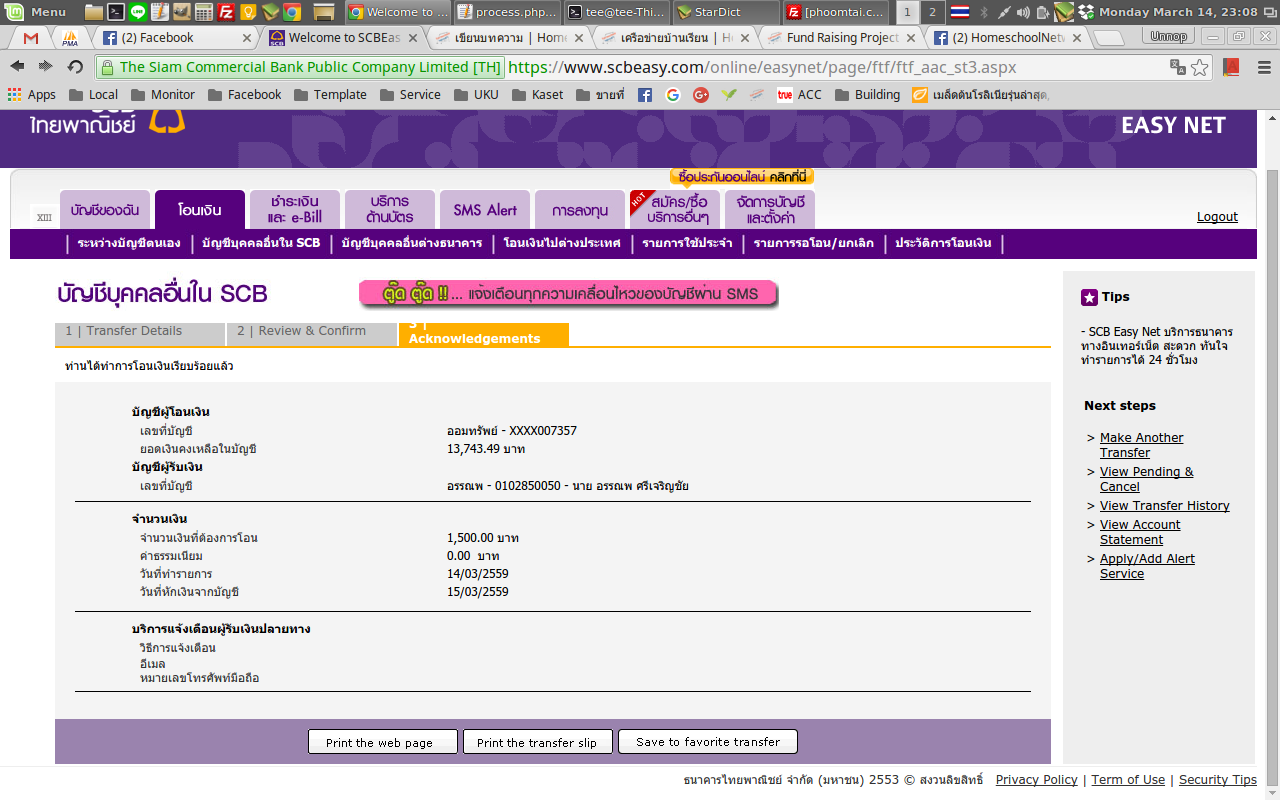 Menu
Welcome to ...
process.php...
tee@tee-Thi...
StarDict
[phoomtai.c...
1
2
Monday March 14, 23:08
PMA
(2) Facebook
Welcome to SCBEas
เขียนบทความ | Hom
เครือข่ายบ้านเรียน | H
Fund Raising Project
(2) HomeschoolNetw
Unnop
The Siam Commercial Bank Public Company Limited [TH]
https://www.scbeasy.com/online/easynet/page/ftf/ftf_aac_st3.aspx
Apps
Local
Monitor
Facebook
Template
Service
UKU
Kaset
ขายที่
true
ACC
Building
เมล็ดต้นโรลิเนียรุ่นล่าสุด,
ไทยพาณิชย์
EASY NET
ซื้อประกันออนไลน์ คลิกที่นี่
XIII
บัญชีของฉัน
โอนเงิน
ชำระเงิน
และ e-Bill
บริการ
ด้านบัตร
SMS Alert
การลงทุน
HOT
สมัคร/ซื้อ
บริการอื่นๆ
จัดการบัญชี
และตั้งค่า
Logout
ระหว่างบัญชีตนเอง | บัญชีบุคคลอื่นใน SCB | บัญชีบุคคลอื่นต่างธนาคาร | โอนเงินไปต่างประเทศ | รายการใช้ประจำ | รายการรอโอน/ยกเลิก | ประวัติการโอนเงิน |
บัญชีบุคคลอื่นใน SCB
ตู๊ด ตู๊ด !! ... แจ้งเตือนทุกความเคลื่อนไหวของบัญชีผ่าน SMS
1 | Transfer Details
2 | Review & Confirm
3 |
Acknowledgements
ท่านได้ทำการโอนเงินเรียบร้อยแล้ว
บัญชีผู้โอนเงิน
เลขที่บัญชี ออมทรัพย์ - XXXX007357
ยอดเงินคงเหลือในบัญชี 13,743.49 บาท
บัญชีผู้รับเงิน
เลขที่บัญชี อรรณพ - 0102850050 - นาย อรรณพ ศรีเจริญชัย
จำนวนเงิน
จำนวนเงินที่ต้องการโอน 1,500.00 บาท
ค่าธรรมเนียม 0.00 บาท
วันที่ทำรายการ 14/03/2559
วันที่หักเงินจากบัญชี 15/03/2559
บริการแจ้งเตือนผู้รับเงินปลายทาง
วิธีการแจ้งเตือน
อีเมล
หมายเลขโทรศัพท์มือถือ
Print the web page
Print the transfer slip
Save to favorite transfer
Tips
- SCB Easy Net บริการธนาคาร
ทางอินเทอร์เน็ต สะดวก ทันใจ
ทำรายการได้ 24 ชั่วโมง
Next steps
> Make Another
Transfer
> View Pending &
Cancel
> View Transfer History
> View Account
Statement
> Apply/Add Alert
Service
ธนาคารไทยพาณิชย์ จำกัด (มหาชน) 2553 © สงวนลิขสิทธิ์ Privacy Policy | Term of Use | Security Tips